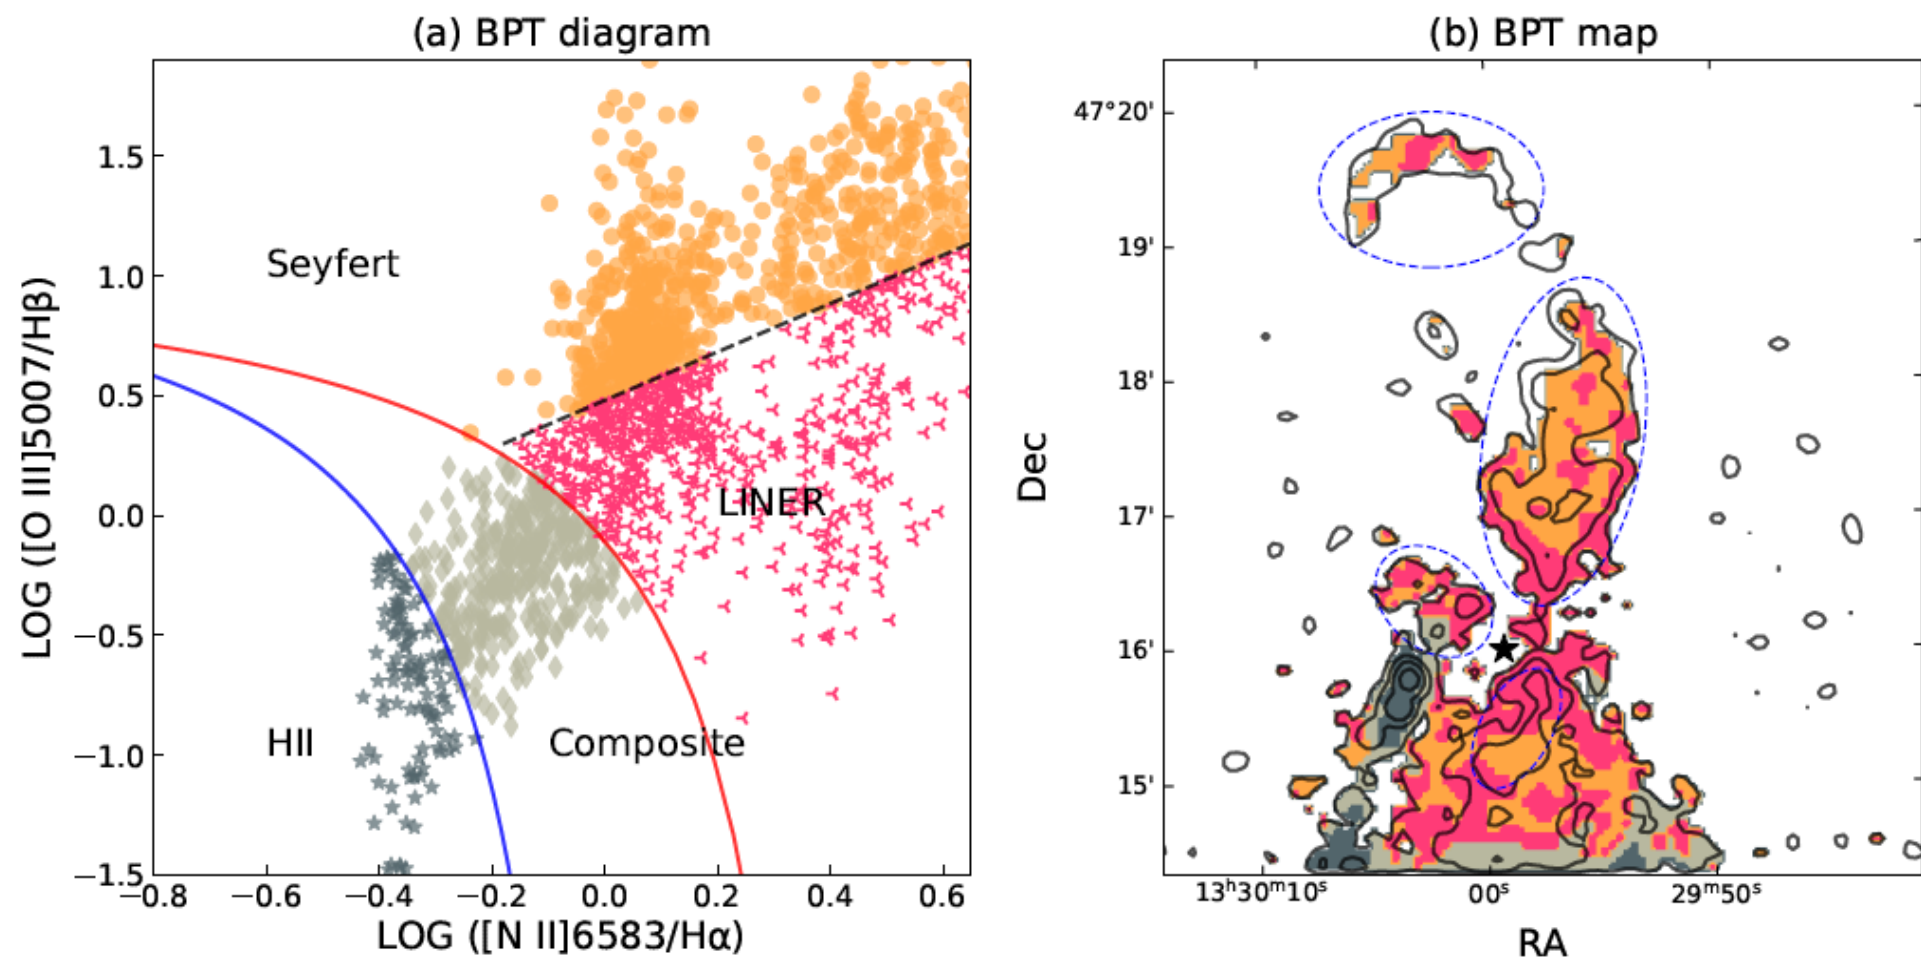 (a) BPT diagram
(b) BPT map
LOG ([O III]5007/Hβ)
1.5
1.0
0.5
0.0
−0.5
−1.0
−1.5
Seyfert
LINER
HII
Composite
−0.8 −0.6 −0.4 −0.2 0.0 0.2 0.4 0.6
LOG ([N II]6583/Hα)
Dec
47°20'
19'
18'
17'
16'
15'
13ʰ30ᵐ10ˢ 00ˢ 29ᵐ50ˢ
RA